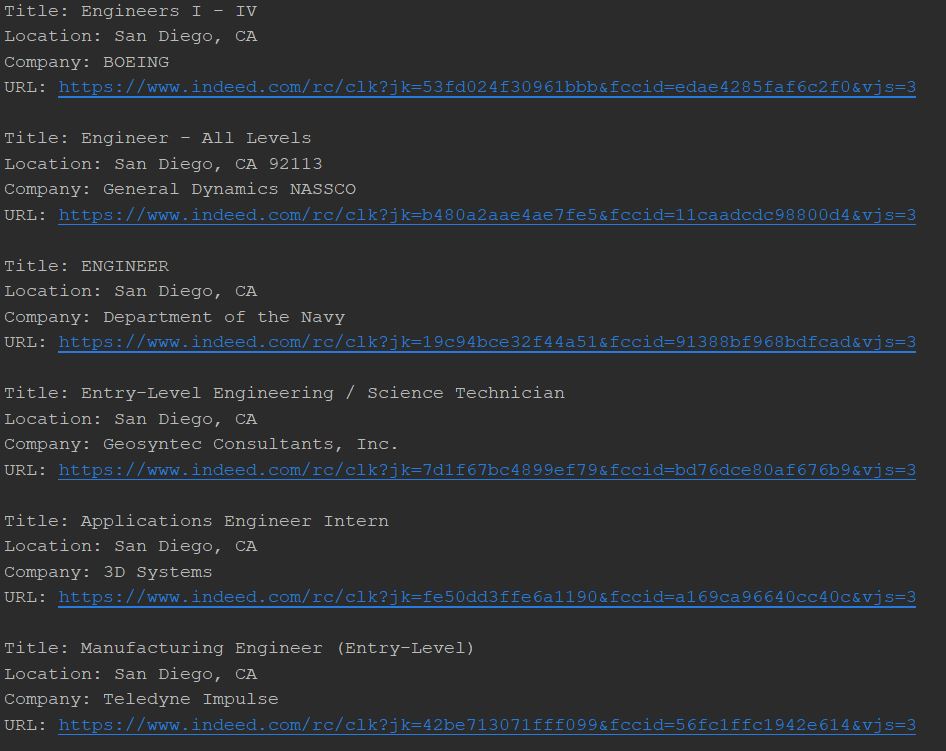 Title: Engineers I - IV
Location: San Diego, CA
Company: BOEING
URL: https://www.indeed.com/rc/clk?jk=53fd024f30961bbb&fccid=edae4285faf6c2f0&vjs=3
Title: Engineer - All Levels
Location: San Diego, CA 92113
Company: General Dynamics NASSCO
URL: https://www.indeed.com/rc/clk?jk=b480a2aae4ae7fe5&fccid=11caadcdc98800d4&vjs=3
Title: ENGINEER
Location: San Diego, CA
Company: Department of the Navy
URL: https://www.indeed.com/rc/clk?jk=19c94bce32f44a51&fccid=91388bf968bdfcad&vjs=3
Title: Entry-Level Engineering / Science Technician
Location: San Diego, CA
Company: Geosyntec Consultants, Inc.
URL: https://www.indeed.com/rc/clk?jk=7d1f67bc4899ef79&fccid=bd76dce80af676b9&vjs=3
Title: Applications Engineer Intern
Location: San Diego, CA
Company: 3D Systems
URL: https://www.indeed.com/rc/clk?jk=fe50dd3ffe6a1190&fccid=a169ca96640cc40c&vjs=3
Title: Manufacturing Engineer (Entry-Level)
Location: San Diego, CA
Company: Teledyne Impulse
URL: https://www.indeed.com/rc/clk?jk=42be713071fff099&fccid=56fc1ffc1942e614&vjs=3